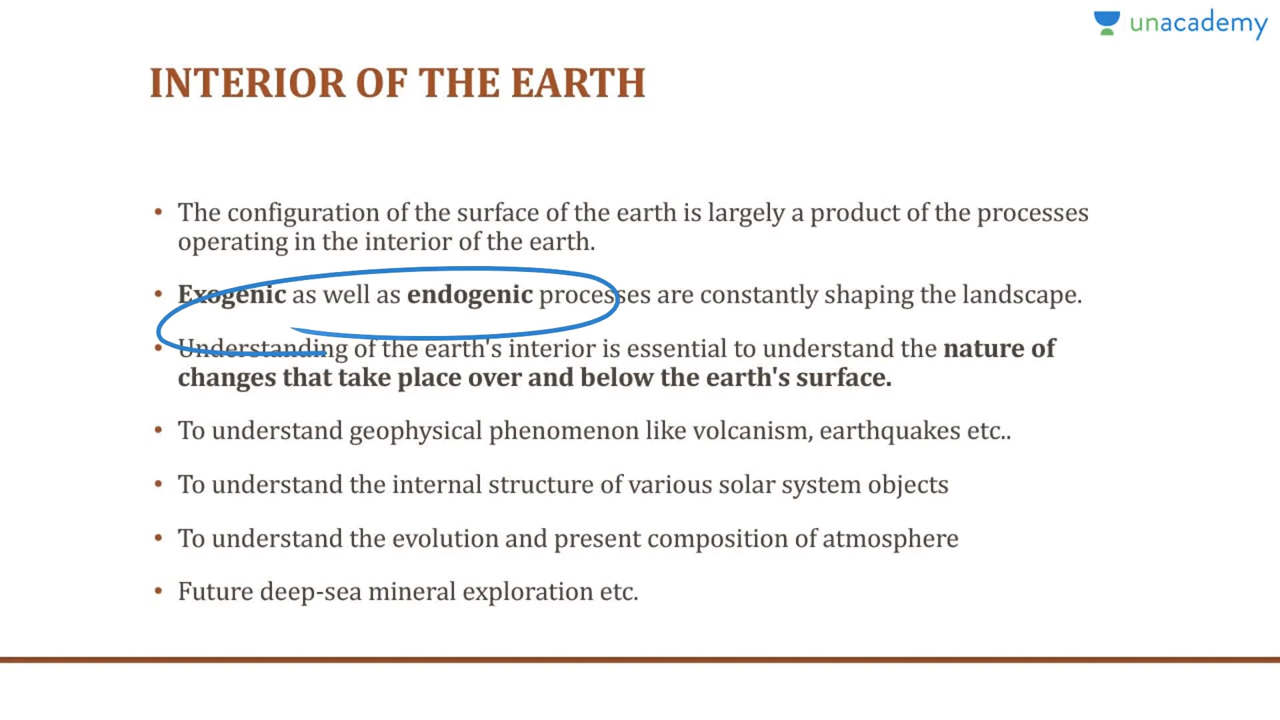 unacademy
INTERIOR OF THE EARTH
• The configuration of the surface of the earth is largely a product of the processes
operating in the interior of the earth.
• Exogenic as well as endogenic processes are constantly shaping the landscape.
• Understanding of the earth's interior is essential to understand the nature of
changes that take place over and below the earth's surface.
• To understand geophysical phenomenon like volcanism, earthquakes etc..
• To understand the internal structure of various solar system objects
• To understand the evolution and present composition of atmosphere
• Future deep-sea mineral exploration etc.